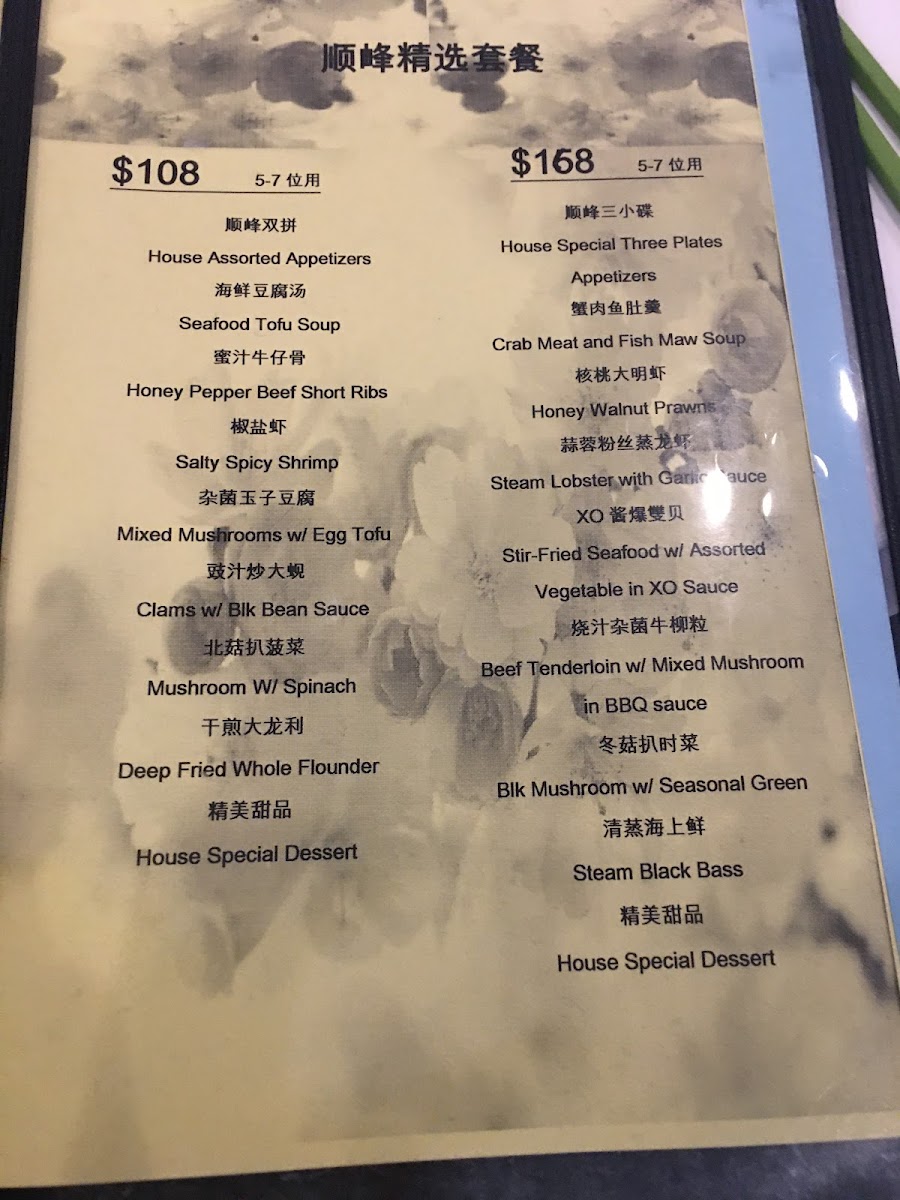 顺峰精选套餐
$108 5-7 位用
顺峰双拼
House Assorted Appetizers
海鲜豆腐汤
Seafood Tofu Soup
蜜汁牛仔骨
Honey Pepper Beef Short Ribs
椒盐虾
Salty Spicy Shrimp
杂菌玉子豆腐
Mixed Mushrooms w/ Egg Tofu
豉汁炒大蚬
Clams w/ Blk Bean Sauce
北菇扒菠菜
Mushroom W/ Spinach
干煎大龙利
Deep Fried Whole Flounder
精美甜品
House Special Dessert
$168 5-7 位用
顺峰三小碟
House Special Three Plates
Appetizers
蟹肉鱼肚羹
Crab Meat and Fish Maw Soup
核桃大明虾
Honey Walnut Prawns
蒜蓉粉丝蒸龙虾
Steam Lobster with Garlic Sauce
XO 酱爆雙贝
Stir-Fried Seafood w/ Assorted
Vegetable in XO Sauce
烧汁杂菌牛柳粒
Beef Tenderloin w/ Mixed Mushroom
in BBQ sauce
冬菇扒时菜
Blk Mushroom w/ Seasonal Green
清蒸海上鲜
Steam Black Bass
精美甜品
House Special Dessert